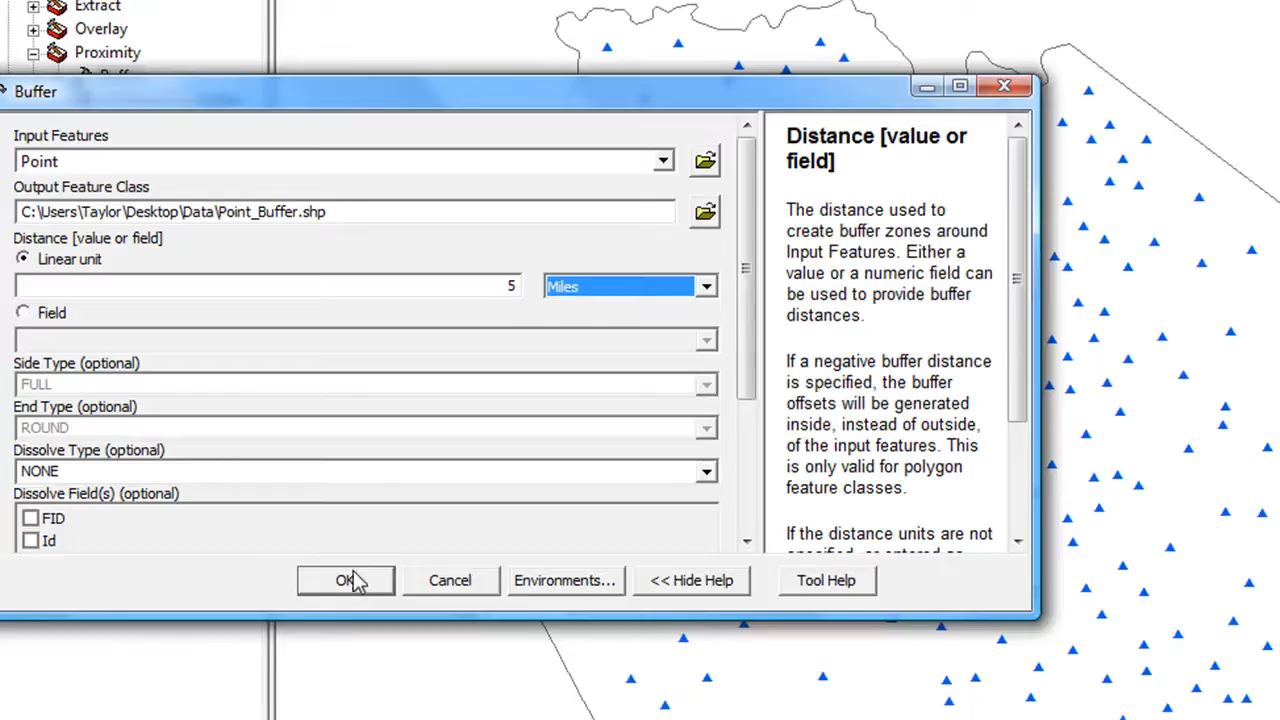 Extract
Overlay
Proximity
Buffer
Input Features
Point
Output Feature Class
C:\Users\Taylor\Desktop\Data\Point_Buffer.shp
Distance [value or field]
Linear unit
5 Miles
Field
Side Type (optional)
FULL
End Type (optional)
ROUND
Dissolve Type (optional)
NONE
Dissolve Field(s) (optional)
FID
Id
OK
Cancel
Environments...
<< Hide Help
Tool Help
Distance [value or
field]
The distance used to
create buffer zones around
Input Features. Either a
value or a numeric field can
be used to provide buffer
distances.
If a negative buffer distance
is specified, the buffer
offsets will be generated
inside, instead of outside,
of the input features. This
is only valid for polygon
feature classes.
If the distance units are not